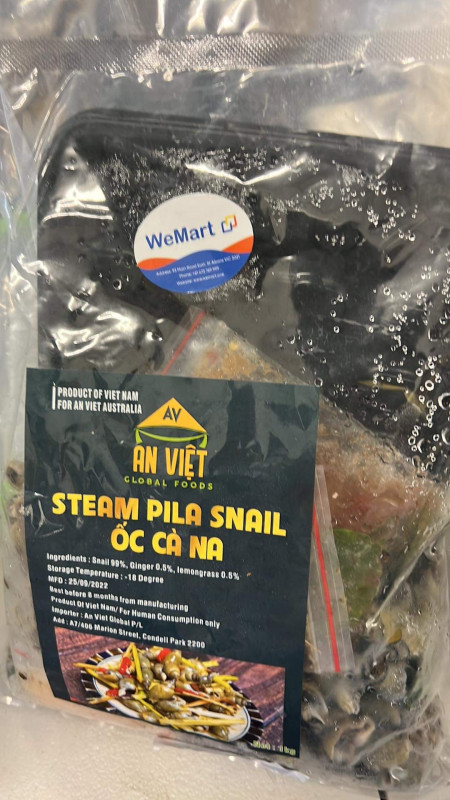 WeMart
PRODUCT OF VIET NAM
FOR AN VIET AUSTRALIA
AV
AN VIỆT
GLOBAL FOODS
STEAM PILA SNAIL
ỐC CÀ NA
Ingredients : Snail 99%, Ginger 0.5%, lemongrass 0.5%
Storage Temperature : -18 Degree
MFD : 25/09/2022
Best before 8 months from manufacturing
Product Of Viet Nam/ For Human Consumption only
Importer : An Viet Global P/L
Add : A7/406 Marion Street, Condell Park 2200